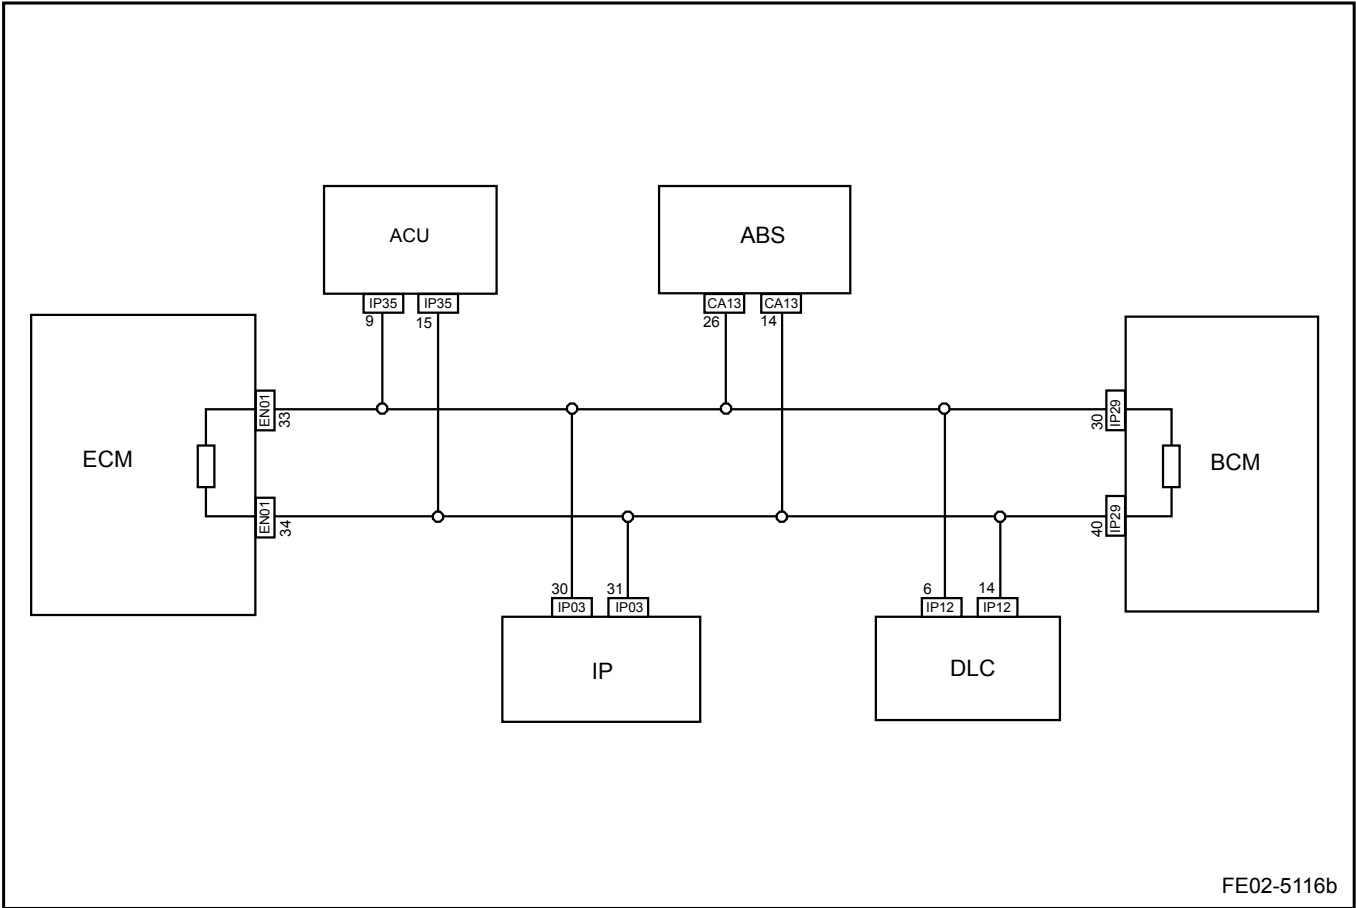 ACU
ABS
IP35 IP35
CA13 CA13
9 15
26 14
EN01
33
30
IP29
ECM
BCM
EN01
34
40
IP29
30 31
6 14
IP03 IP03
IP12 IP12
IP
DLC
FE02-5116b